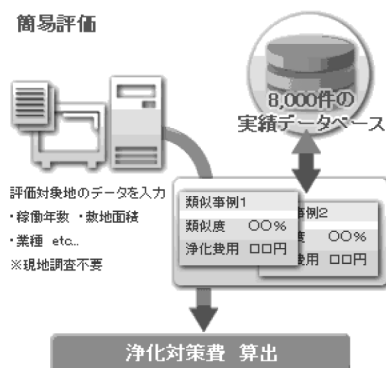 簡易評価
8,000件の
実績データベース
評価対象地のデータを入力
・稼働年数 ・敷地面積
・業種 etc...
※現地調査不要
類似事例1
類似度 〇〇%
浄化費用 口口円
事例2
度 〇〇%
費用 口口円
浄化対策費 算出